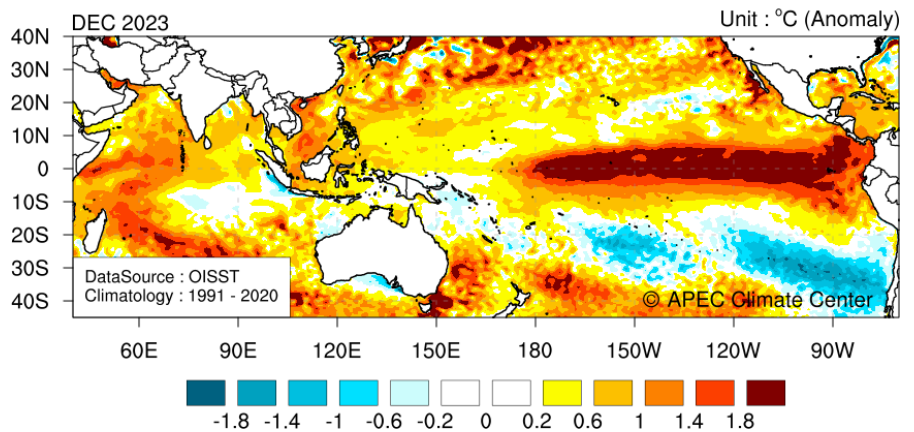 DEC 2023
Unit : °C (Anomaly)
40N
30N
20N
10N
0
10S
20S
30S
40S
DataSource : OISST
Climatology : 1991 - 2020
© APEC Climate Center
60E 90E 120E 150E 180 150W 120W 90W
-1.8 -1.4 -1 -0.6 -0.2 0 0.2 0.6 1 1.4 1.8